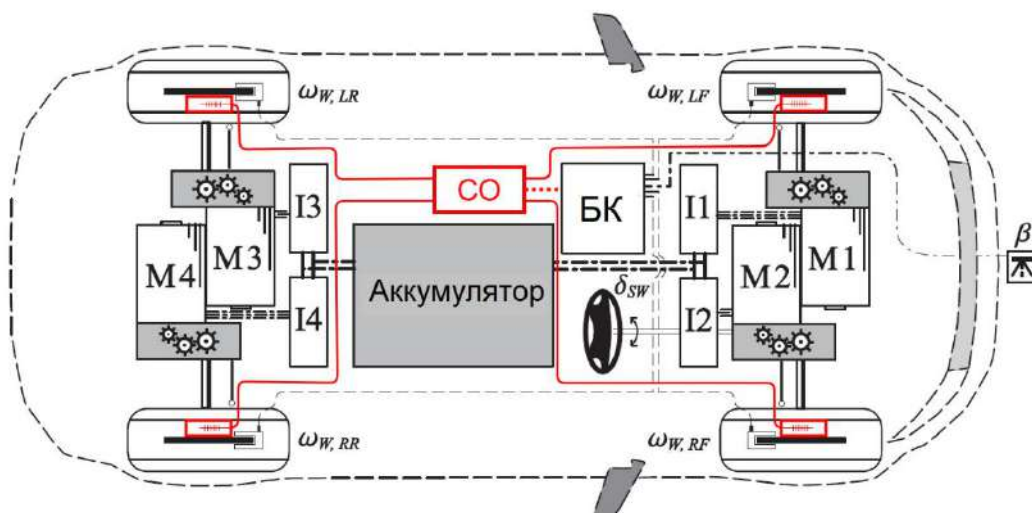 ω_{W, LR}
ω_{W, LF}
I3
СО
БК
I1
M4
M3
Аккумулятор
δ_{SW}
M2
M1
β
I4
I2
ω_{W, RR}
ω_{W, RF}